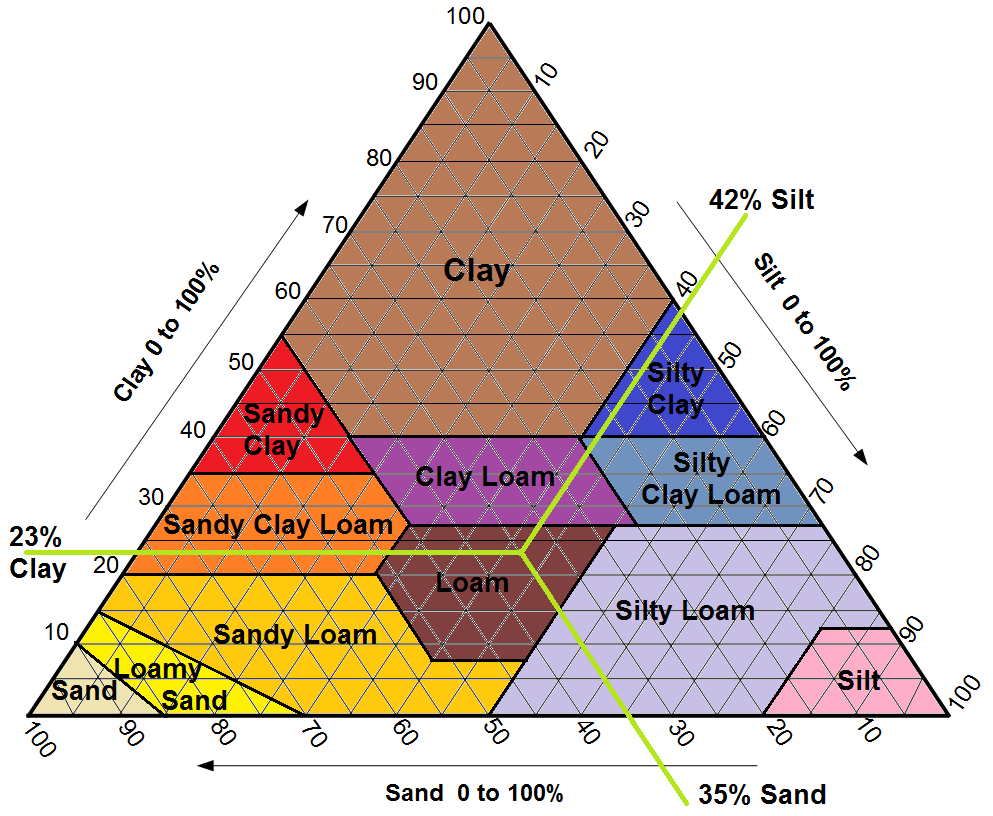 100
90
80
70
60
50
40
30
20
10
Clay 0 to 100%
10
20
30
40
50
60
70
80
90
100
42% Silt
Silt 0 to 100%
Clay
Silty
Clay
Sandy
Clay
Clay Loam
Silty
Clay Loam
Sandy Clay Loam
23%
Clay
Loam
Silty Loam
Sandy Loam
Loamy
Sand
Sand
Silt
100
90
80
70
60
50
40
30
20
10
Sand 0 to 100%
35% Sand